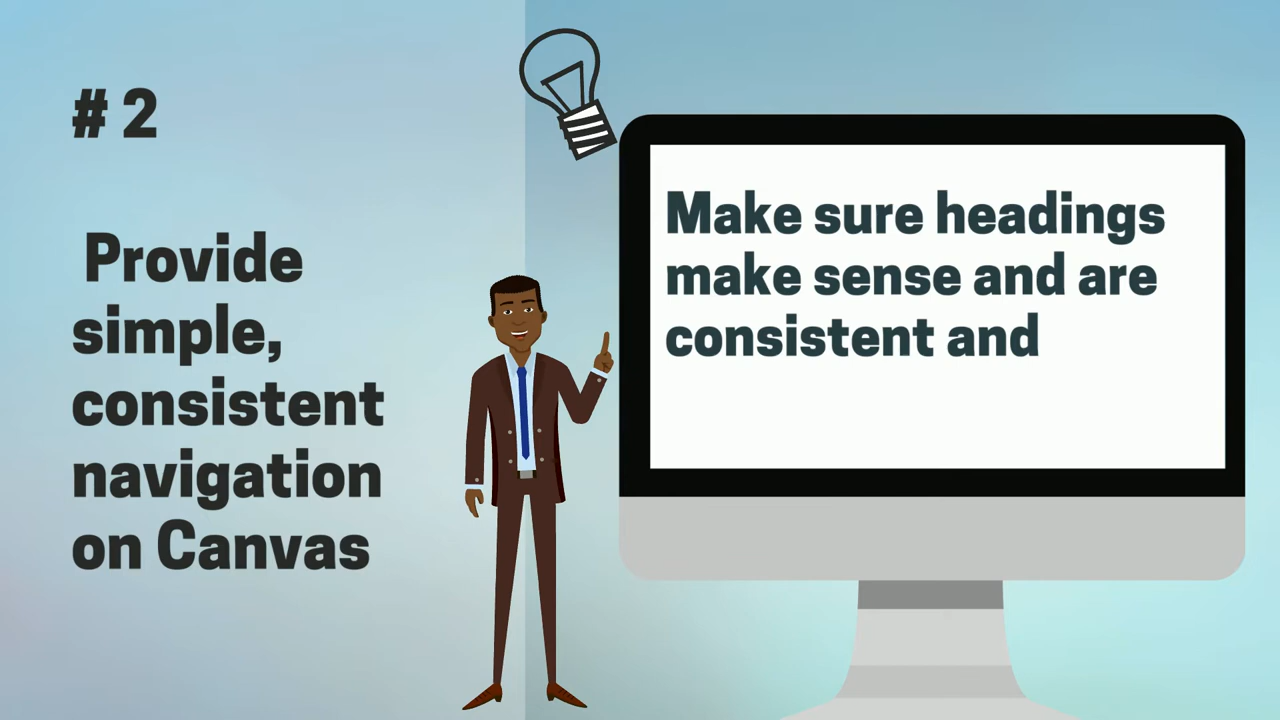 # 2
Provide
simple,
consistent
navigation
on Canvas
Make sure headings
make sense and are
consistent and